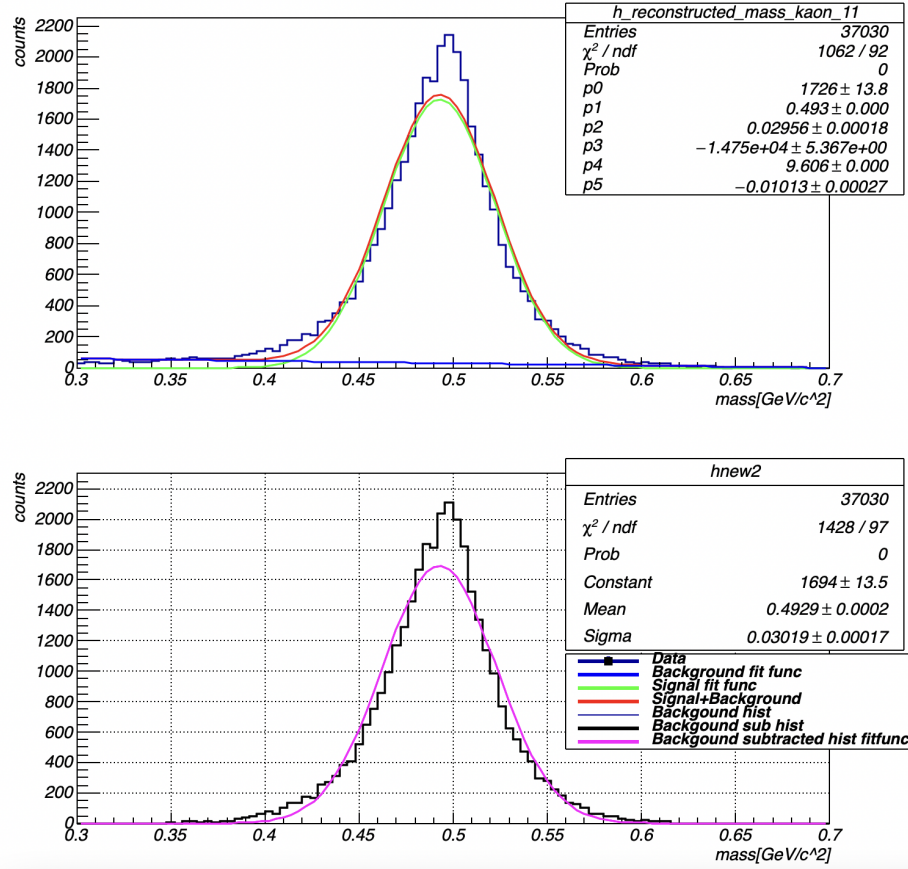 h_reconstructed_mass_kaon_11
Entries 37030
χ² / ndf 1062 / 92
Prob 0
p0 1726 ± 13.8
p1 0.493 ± 0.000
p2 0.02956 ± 0.00018
p3 −1.475e+04 ± 5.367e+00
p4 9.606 ± 0.000
p5 −0.01013 ± 0.00027
counts
2200
2000
1800
1600
1400
1200
1000
800
600
400
200
0
0.3 0.35 0.4 0.45 0.5 0.55 0.6 0.65 0.7
mass[GeV/c^2]
hnew2
Entries 37030
χ² / ndf 1428 / 97
Prob 0
Constant 1694 ± 13.5
Mean 0.4929 ± 0.0002
Sigma 0.03019 ± 0.00017
Data
Background fit func
Signal fit func
Signal+Background
Backgound hist
Backgound sub hist
Backgound subtracted hist fitfunc
counts
2200
2000
1800
1600
1400
1200
1000
800
600
400
200
0
0.3 0.35 0.4 0.45 0.5 0.55 0.6 0.65 0.7
mass[GeV/c^2]